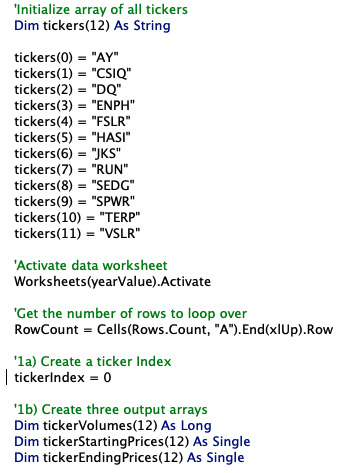 'Initialize array of all tickers
Dim tickers(12) As String
tickers(0) = "AY"
tickers(1) = "CSIQ"
tickers(2) = "DQ"
tickers(3) = "ENPH"
tickers(4) = "FSLR"
tickers(5) = "HASI"
tickers(6) = "JKS"
tickers(7) = "RUN"
tickers(8) = "SEDG"
tickers(9) = "SPWR"
tickers(10) = "TERP"
tickers(11) = "VSLR"
'Activate data worksheet
Worksheets(yearValue).Activate
'Get the number of rows to loop over
RowCount = Cells(Rows.Count, "A").End(xlUp).Row
'1a) Create a ticker Index
tickerIndex = 0
'1b) Create three output arrays
Dim tickerVolumes(12) As Long
Dim tickerStartingPrices(12) As Single
Dim tickerEndingPrices(12) As Single